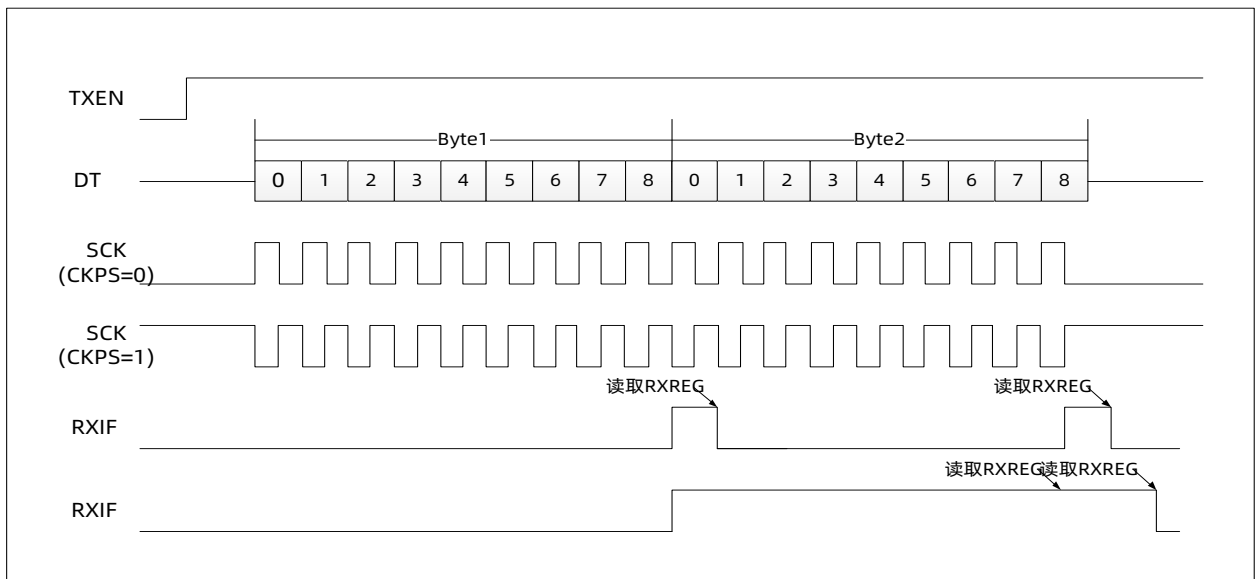 TXEN
Byte1 Byte2
DT 0 1 2 3 4 5 6 7 8 0 1 2 3 4 5 6 7 8
SCK
(CKPS=0)
SCK
(CKPS=1)
读取RXREG 读取RXREG
RXIF
读取RXREG读取RXREG
RXIF